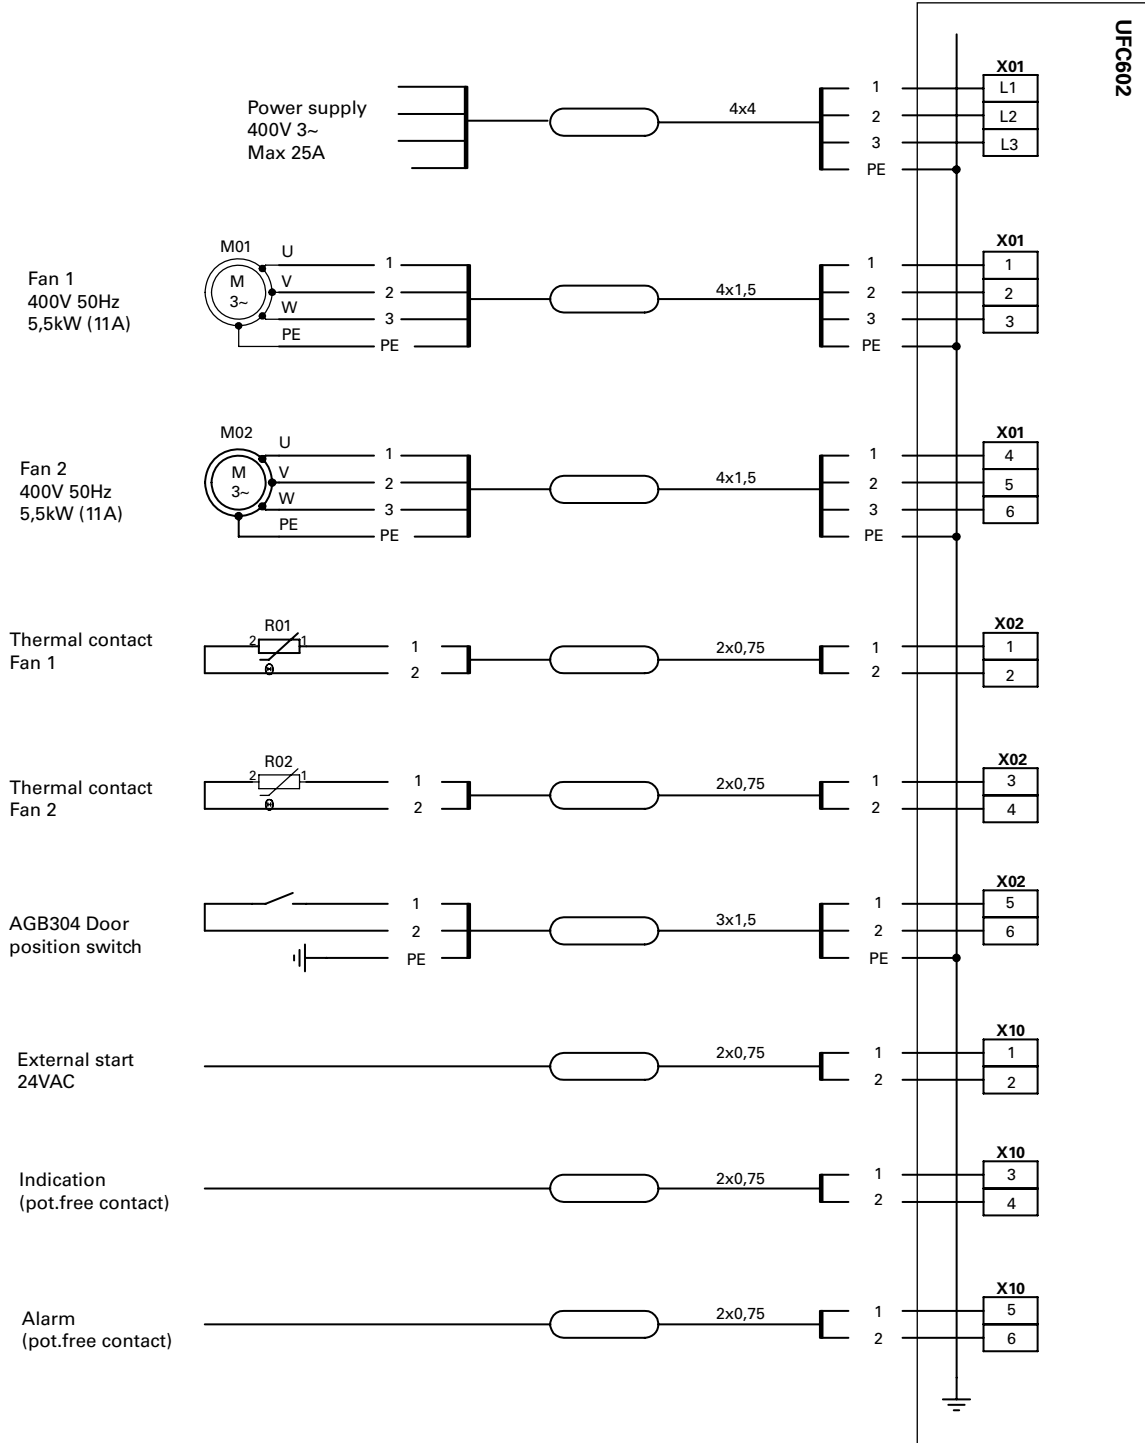 UFC602
Power supply
400V 3~
Max 25A
4x4
1
2
3
PE
X01
L1
L2
L3
Fan 1
400V 50Hz
5,5kW (11A)
M01
M
3~
U
V
W
PE
1
2
3
PE
4x1,5
1
2
3
PE
X01
1
2
3
Fan 2
400V 50Hz
5,5kW (11A)
M02
M
3~
U
V
W
PE
1
2
3
PE
4x1,5
1
2
3
PE
X01
4
5
6
Thermal contact
Fan 1
R01
2 1
θ
1
2
2x0,75
1
2
X02
1
2
Thermal contact
Fan 2
R02
2 1
θ
1
2
2x0,75
1
2
X02
3
4
AGB304 Door
position switch
1
2
PE
3x1,5
1
2
PE
X02
5
6
External start
24VAC
2x0,75
1
2
X10
1
2
Indication
(pot.free contact)
2x0,75
1
2
X10
3
4
Alarm
(pot.free contact)
2x0,75
1
2
X10
5
6